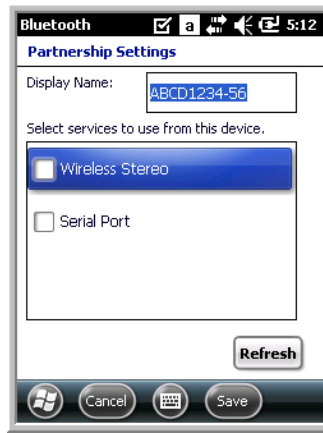 Bluetooth a 5:12
Partnership Settings
Display Name:
ABCD1234-56
Select services to use from this device.
Wireless Stereo
Serial Port
Refresh
Cancel Save